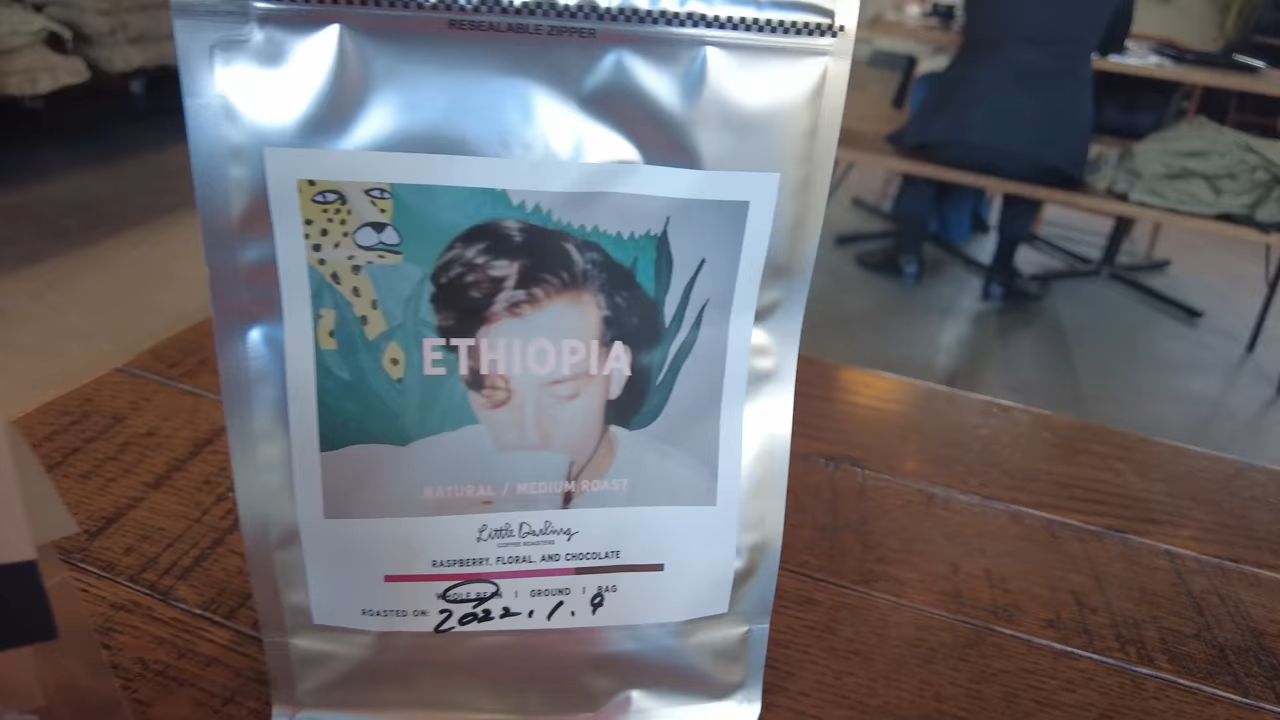 RESEALABLE ZIPPER
ETHIOPIA
NATURAL / MEDIUM ROAST
Little Darling
COFFEE ROASTERS
RASPBERRY, FLORAL, AND CHOCOLATE
WHOLE BEAN | GROUND | BAG
ROASTED ON: 2022.1.9